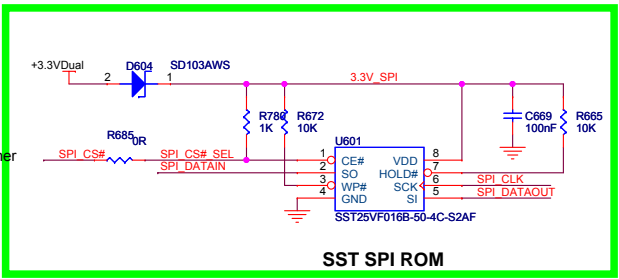 +3.3VDual
D604
SD103AWS
2
1
3.3V_SPI
R780
1K
R672
10K
C669
100nF
R665
10K
R685
0R
U601
ner
SPI_CS#
SPI_CS#_SEL
SPI_DATAIN
1 CE# VDD 8
2 SO HOLD# 7
3 WP# SCK 6
4 GND SI 5
SPI_CLK
SPI_DATAOUT
SST25VF016B-50-4C-S2AF
SST SPI ROM